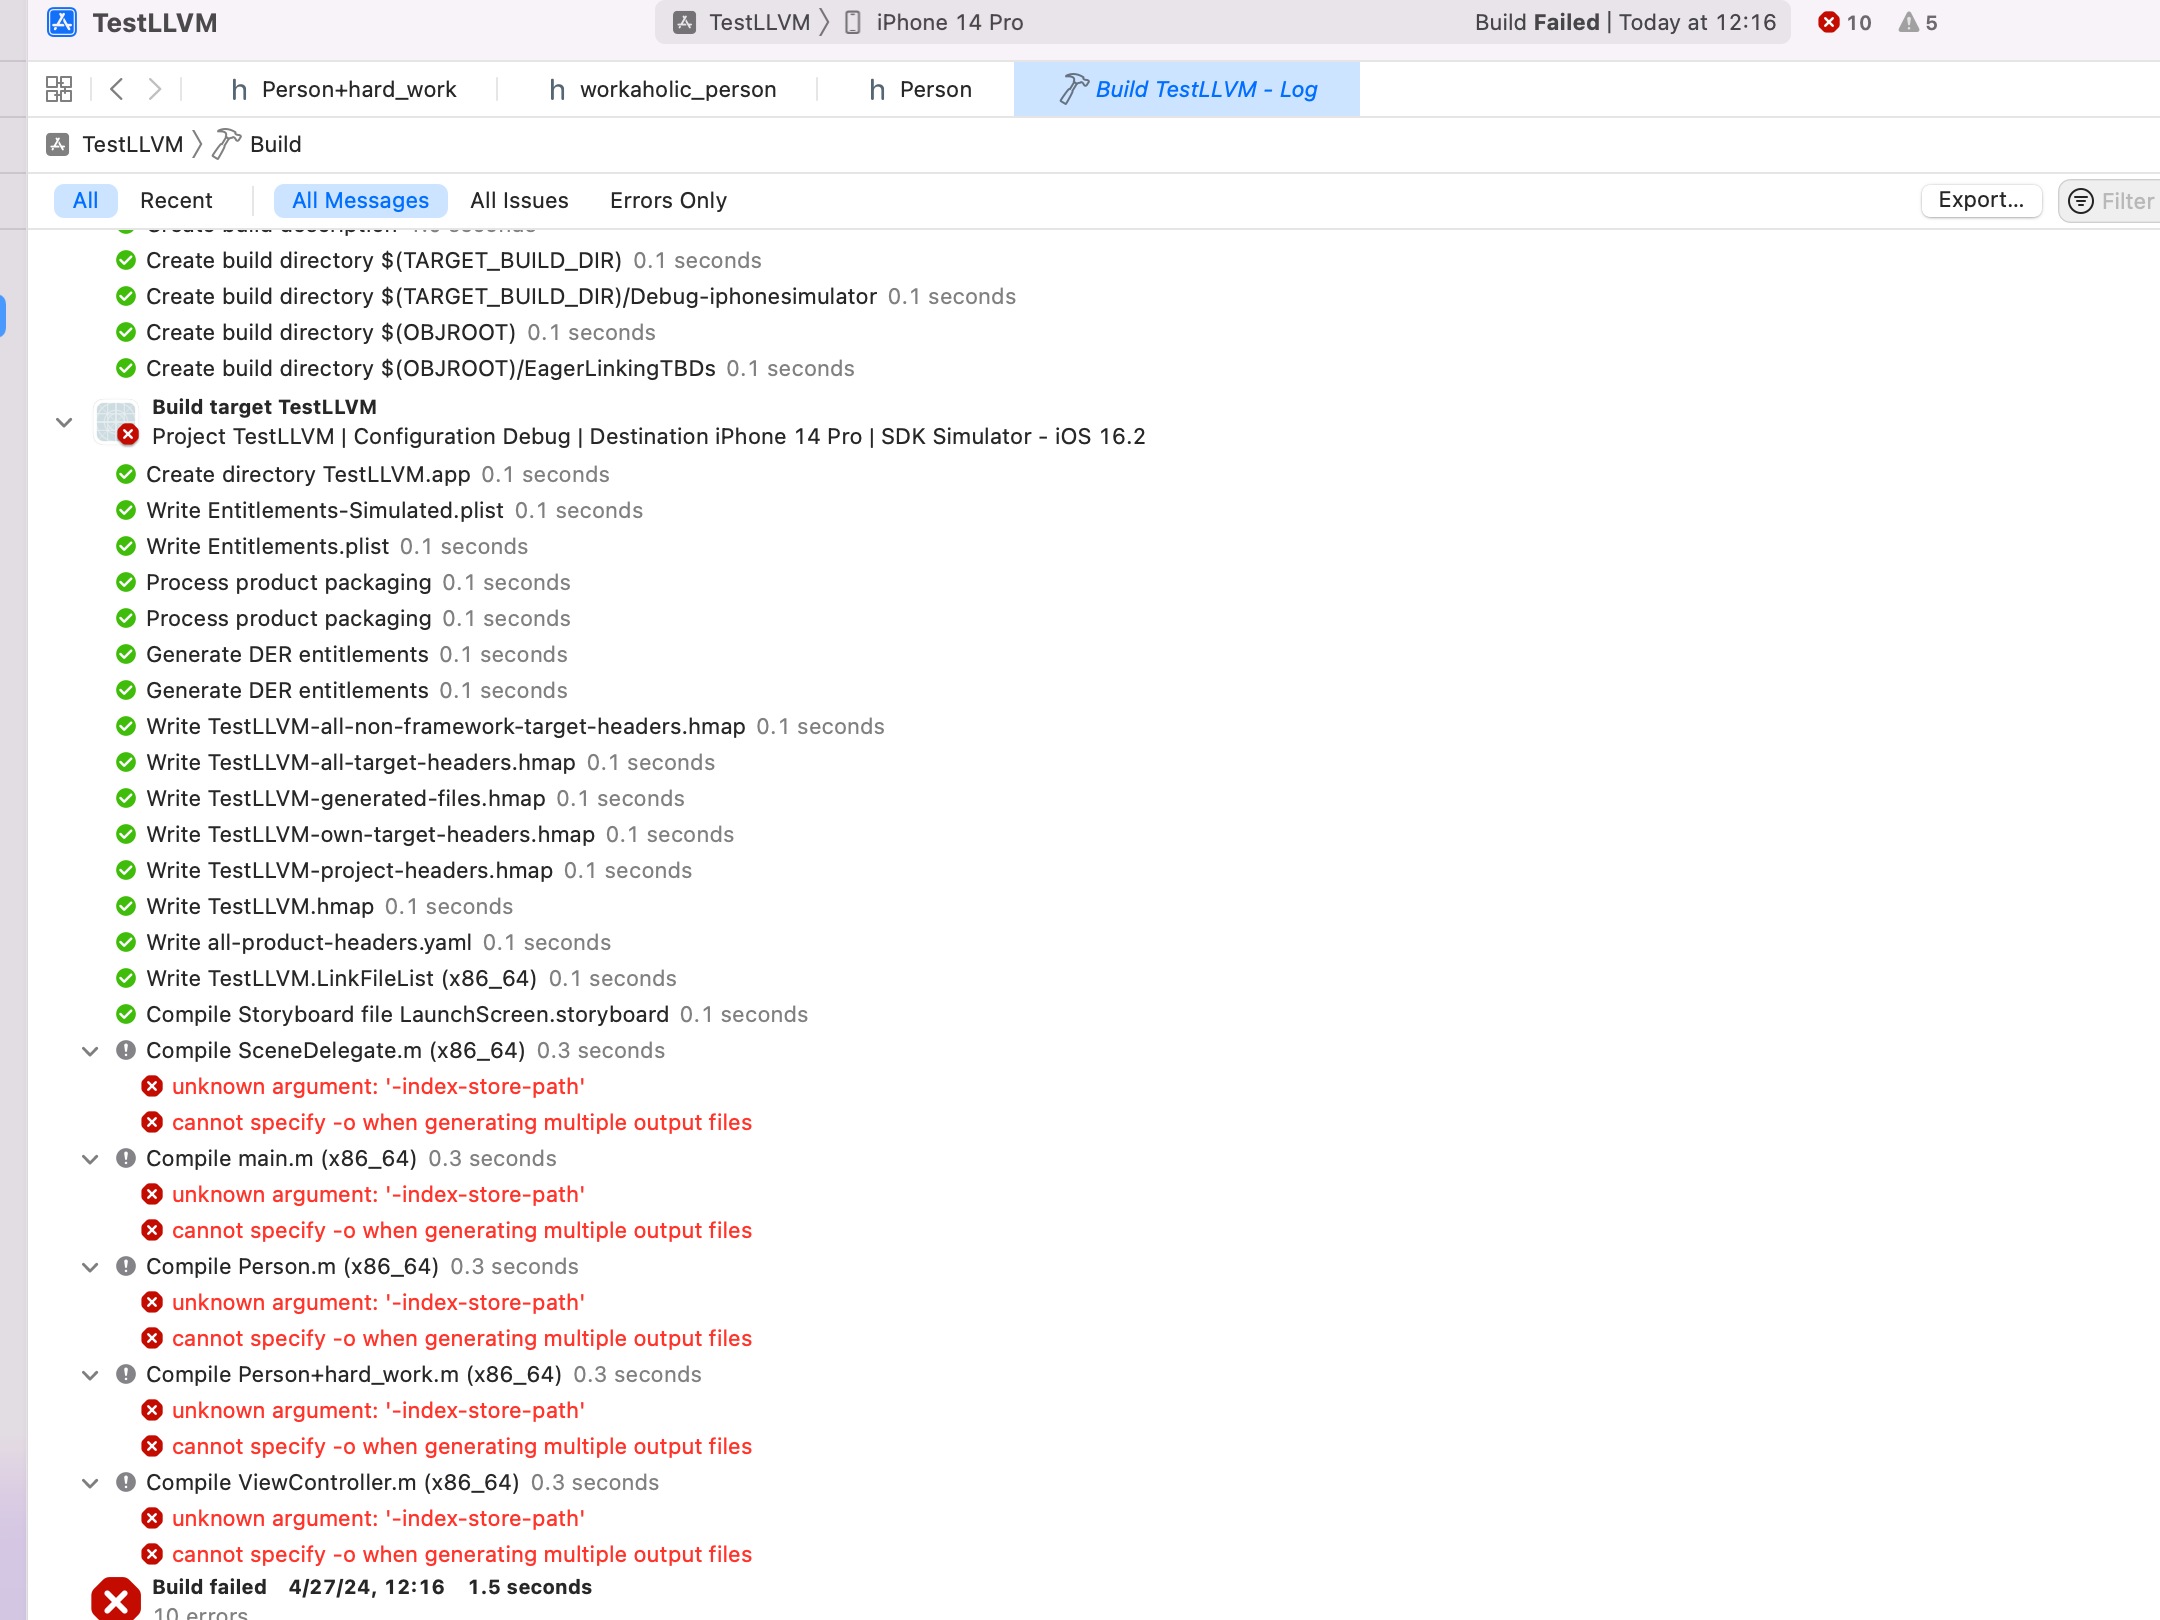 TestLLVM
TestLLVM 〉 iPhone 14 Pro
Build Failed | Today at 12:16
10
5
h Person+hard_work
h workaholic_person
h Person
Build TestLLVM - Log
TestLLVM 〉 Build
All Recent All Messages All Issues Errors Only
Export...
Filter
Create build directory $(TARGET_BUILD_DIR) 0.1 seconds
Create build directory $(TARGET_BUILD_DIR)/Debug-iphonesimulator 0.1 seconds
Create build directory $(OBJROOT) 0.1 seconds
Create build directory $(OBJROOT)/EagerLinkingTBDs 0.1 seconds
Build target TestLLVM
Project TestLLVM | Configuration Debug | Destination iPhone 14 Pro | SDK Simulator - iOS 16.2
Create directory TestLLVM.app 0.1 seconds
Write Entitlements-Simulated.plist 0.1 seconds
Write Entitlements.plist 0.1 seconds
Process product packaging 0.1 seconds
Process product packaging 0.1 seconds
Generate DER entitlements 0.1 seconds
Generate DER entitlements 0.1 seconds
Write TestLLVM-all-non-framework-target-headers.hmap 0.1 seconds
Write TestLLVM-all-target-headers.hmap 0.1 seconds
Write TestLLVM-generated-files.hmap 0.1 seconds
Write TestLLVM-own-target-headers.hmap 0.1 seconds
Write TestLLVM-project-headers.hmap 0.1 seconds
Write TestLLVM.hmap 0.1 seconds
Write all-product-headers.yaml 0.1 seconds
Write TestLLVM.LinkFileList (x86_64) 0.1 seconds
Compile Storyboard file LaunchScreen.storyboard 0.1 seconds
Compile SceneDelegate.m (x86_64) 0.3 seconds
unknown argument: '-index-store-path'
cannot specify -o when generating multiple output files
Compile main.m (x86_64) 0.3 seconds
unknown argument: '-index-store-path'
cannot specify -o when generating multiple output files
Compile Person.m (x86_64) 0.3 seconds
unknown argument: '-index-store-path'
cannot specify -o when generating multiple output files
Compile Person+hard_work.m (x86_64) 0.3 seconds
unknown argument: '-index-store-path'
cannot specify -o when generating multiple output files
Compile ViewController.m (x86_64) 0.3 seconds
unknown argument: '-index-store-path'
cannot specify -o when generating multiple output files
Build failed 4/27/24, 12:16 1.5 seconds
10 errors